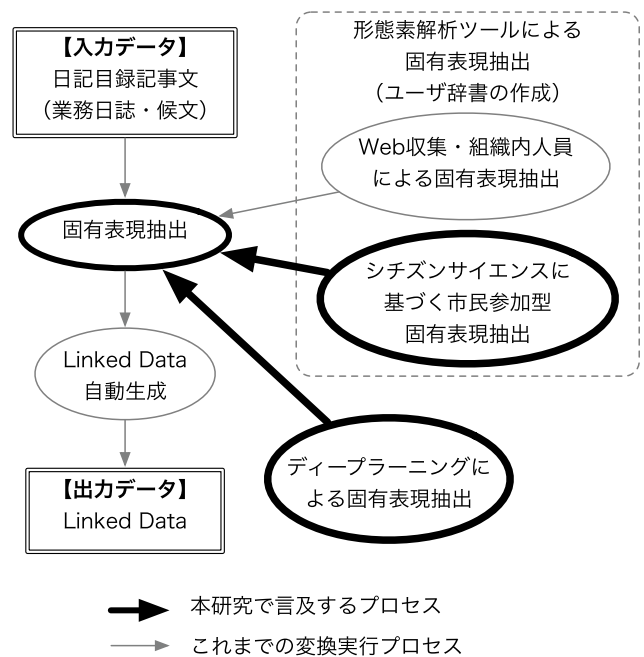 【入力データ】
日記目録記事文
（業務日誌・候文）
固有表現抽出
Linked Data
自動生成
【出力データ】
Linked Data
形態素解析ツールによる
固有表現抽出
（ユーザ辞書の作成）
Web収集・組織内人員
による固有表現抽出
シチズンサイエンスに
基づく市民参加型
固有表現抽出
ディープラーニングに
よる固有表現抽出
本研究で言及するプロセス
これまでの変換実行プロセス